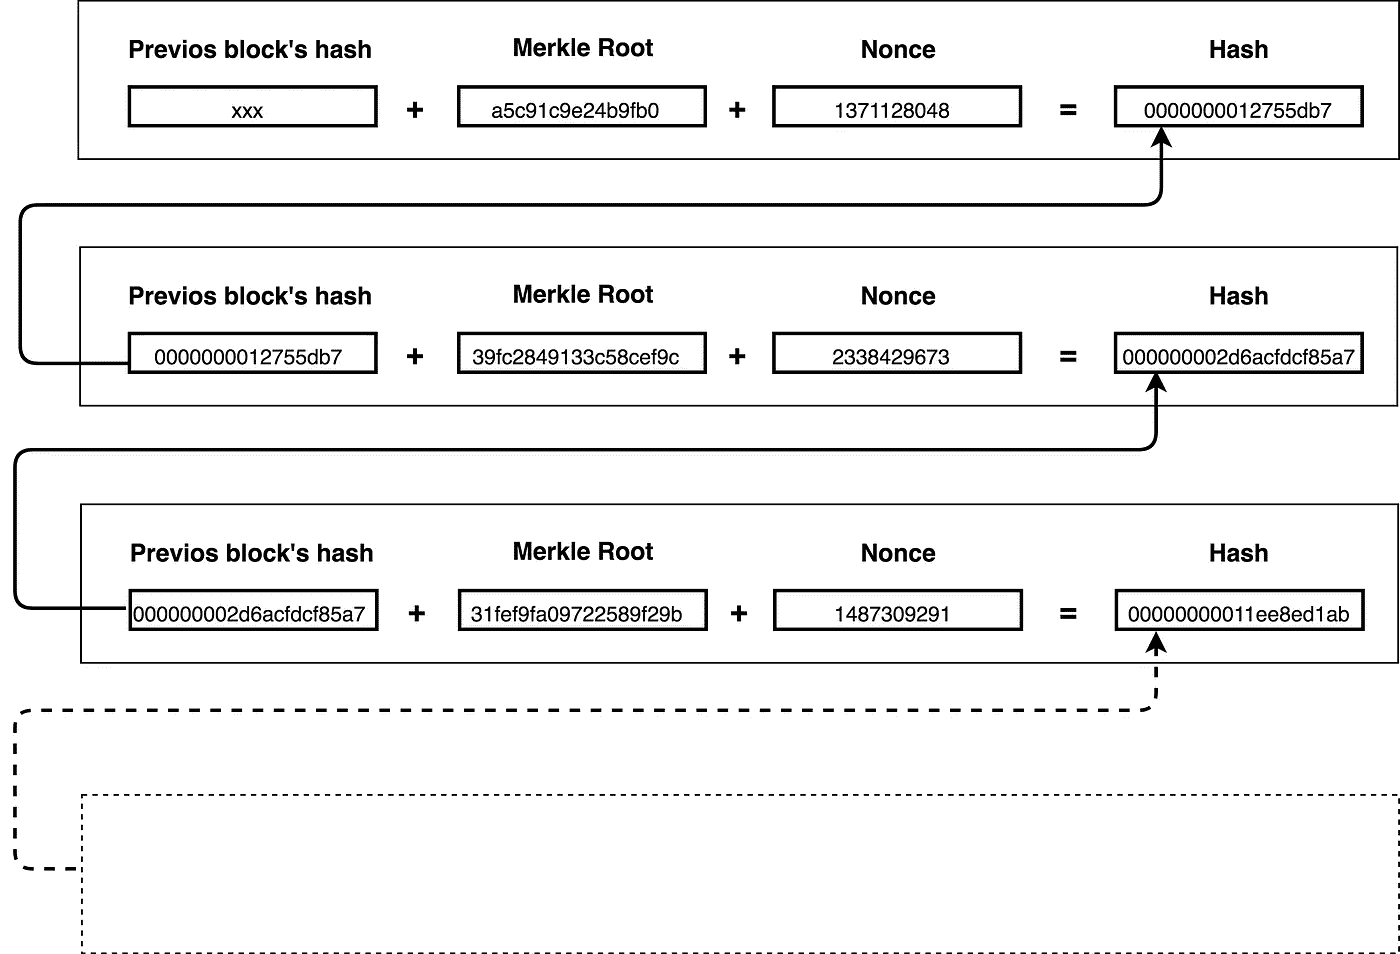 Previos block's hash Merkle Root Nonce Hash
xxx + a5c91c9e24b9fb0 + 1371128048 = 0000000012755db7
Previos block's hash Merkle Root Nonce Hash
0000000012755db7 + 39fc2849133c58cef9c + 2338429673 = 000000002d6acfdcf85a7
Previos block's hash Merkle Root Nonce Hash
000000002d6acfdcf85a7 + 31fef9fa09722589f29b + 1487309291 = 00000000011ee8ed1ab